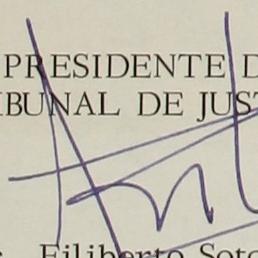 PRESIDENTE D
IBUNAL DE JUST
Filiberto Soto